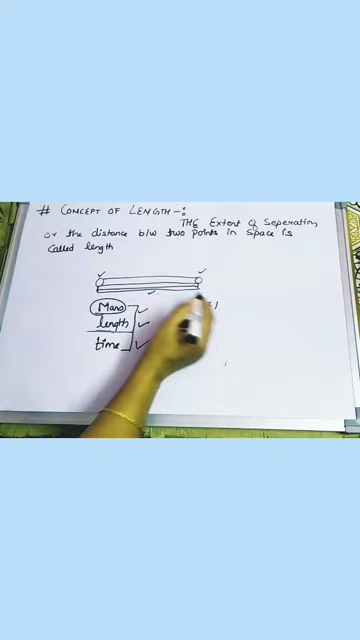 # CONCEPT OF LENGTH -:
THE Extent of Seperation
or the distance b/w two points in space is
called length
Mass
length
time